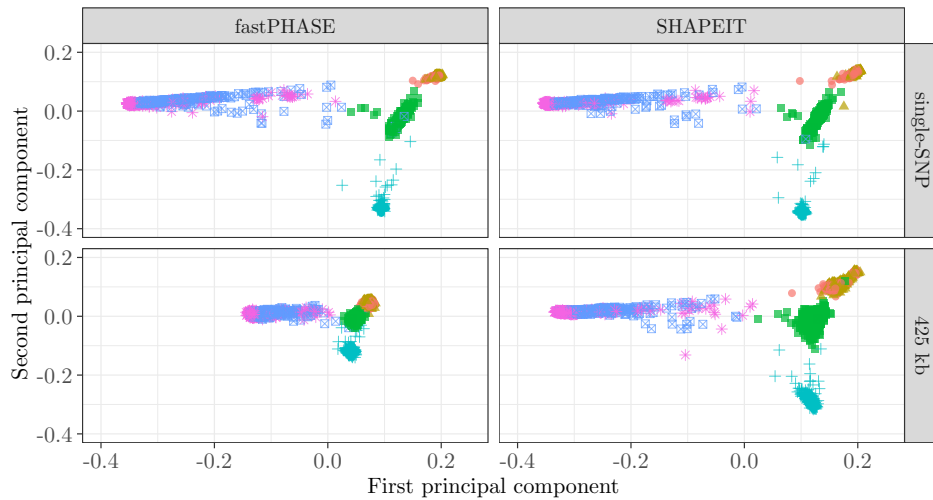 fastPHASE SHAPEIT
0.2
0.0
-0.2
-0.4
single-SNP
0.2
0.0
-0.2
-0.4
425 kb
Second principal component
-0.4 -0.2 0.0 0.2 -0.4 -0.2 0.0 0.2
First principal component